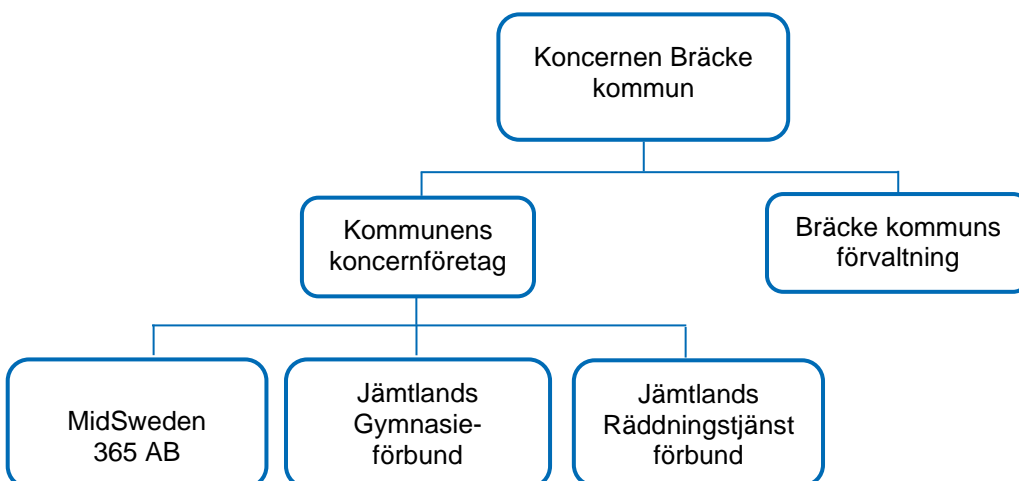 Koncernen Bräcke
kommun
Kommunens
koncernföretag
Bräcke kommuns
förvaltning
MidSweden
365 AB
Jämtlands
Gymnasie-
förbund
Jämtlands
Räddningstjänst
förbund